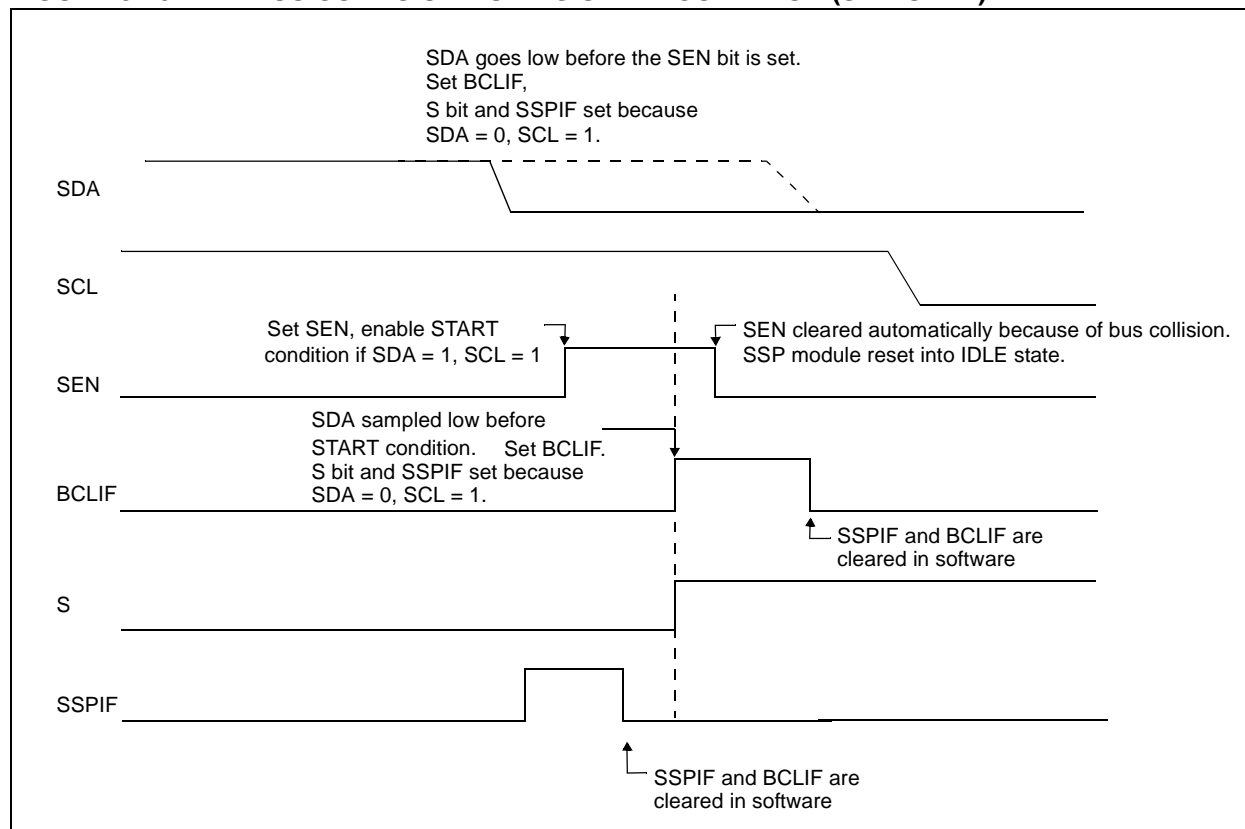 SDA goes low before the SEN bit is set.
Set BCLIF,
S bit and SSPIF set because
SDA = 0, SCL = 1.
SDA
SCL
Set SEN, enable START
condition if SDA = 1, SCL = 1
SEN cleared automatically because of bus collision.
SSP module reset into IDLE state.
SEN
SDA sampled low before
START condition. Set BCLIF.
S bit and SSPIF set because
SDA = 0, SCL = 1.
BCLIF
SSPIF and BCLIF are
cleared in software
S
SSPIF
SSPIF and BCLIF are
cleared in software